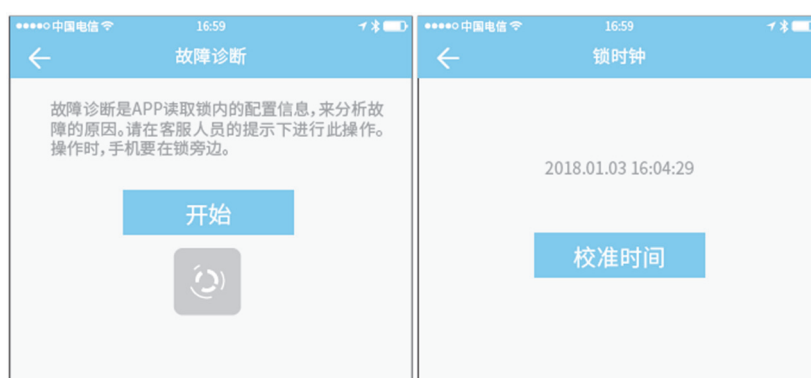 中国电信 16:59
故障诊断
故障诊断是APP读取锁内的配置信息,来分析故
障的原因。请在客服人员的提示下进行此操作。
操作时,手机要在锁旁边。
开始
中国电信 16:59
锁时钟
2018.01.03 16:04:29
校准时间